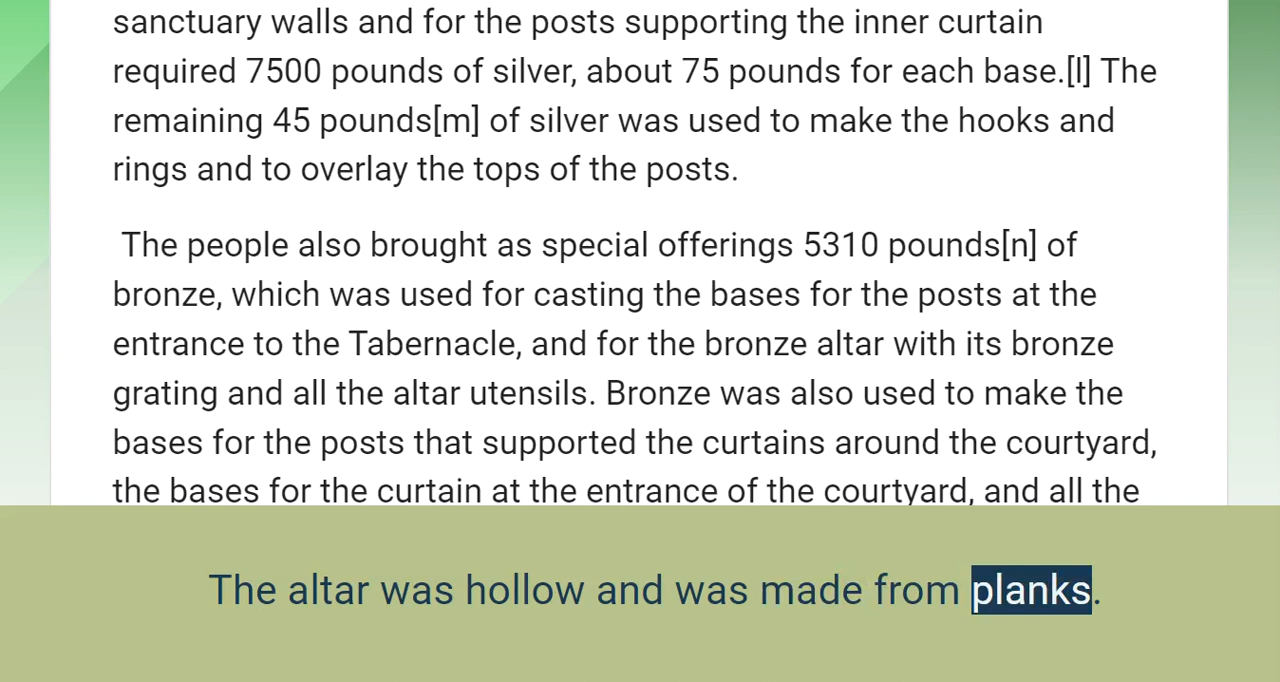 sanctuary walls and for the posts supporting the inner curtain
required 7500 pounds of silver, about 75 pounds for each base.[l] The
remaining 45 pounds[m] of silver was used to make the hooks and
rings and to overlay the tops of the posts.
The people also brought as special offerings 5310 pounds[n] of
bronze, which was used for casting the bases for the posts at the
entrance to the Tabernacle, and for the bronze altar with its bronze
grating and all the altar utensils. Bronze was also used to make the
bases for the posts that supported the curtains around the courtyard,
the bases for the curtain at the entrance of the courtyard, and all the
The altar was hollow and was made from planks.